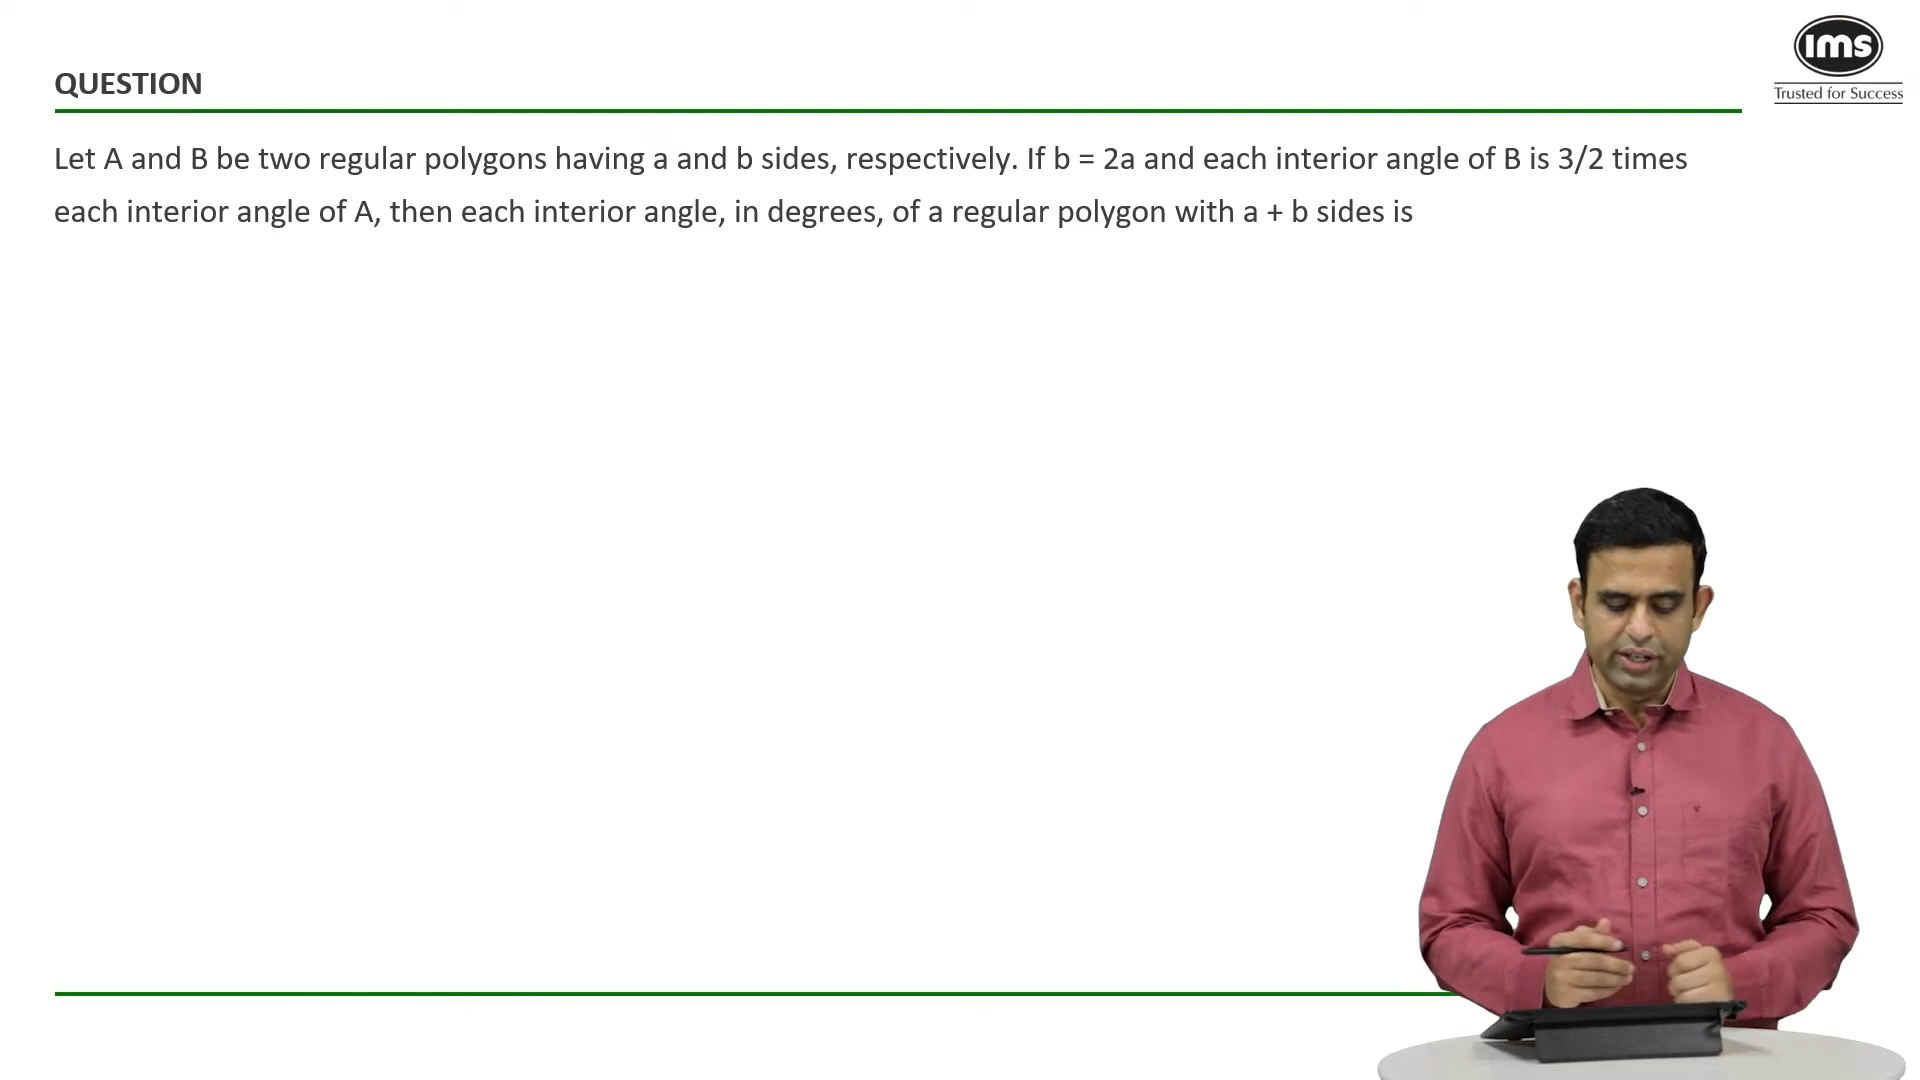 ims
Trusted for Success
QUESTION
Let A and B be two regular polygons having a and b sides, respectively. If b = 2a and each interior angle of B is 3/2 times
each interior angle of A, then each interior angle, in degrees, of a regular polygon with a + b sides is